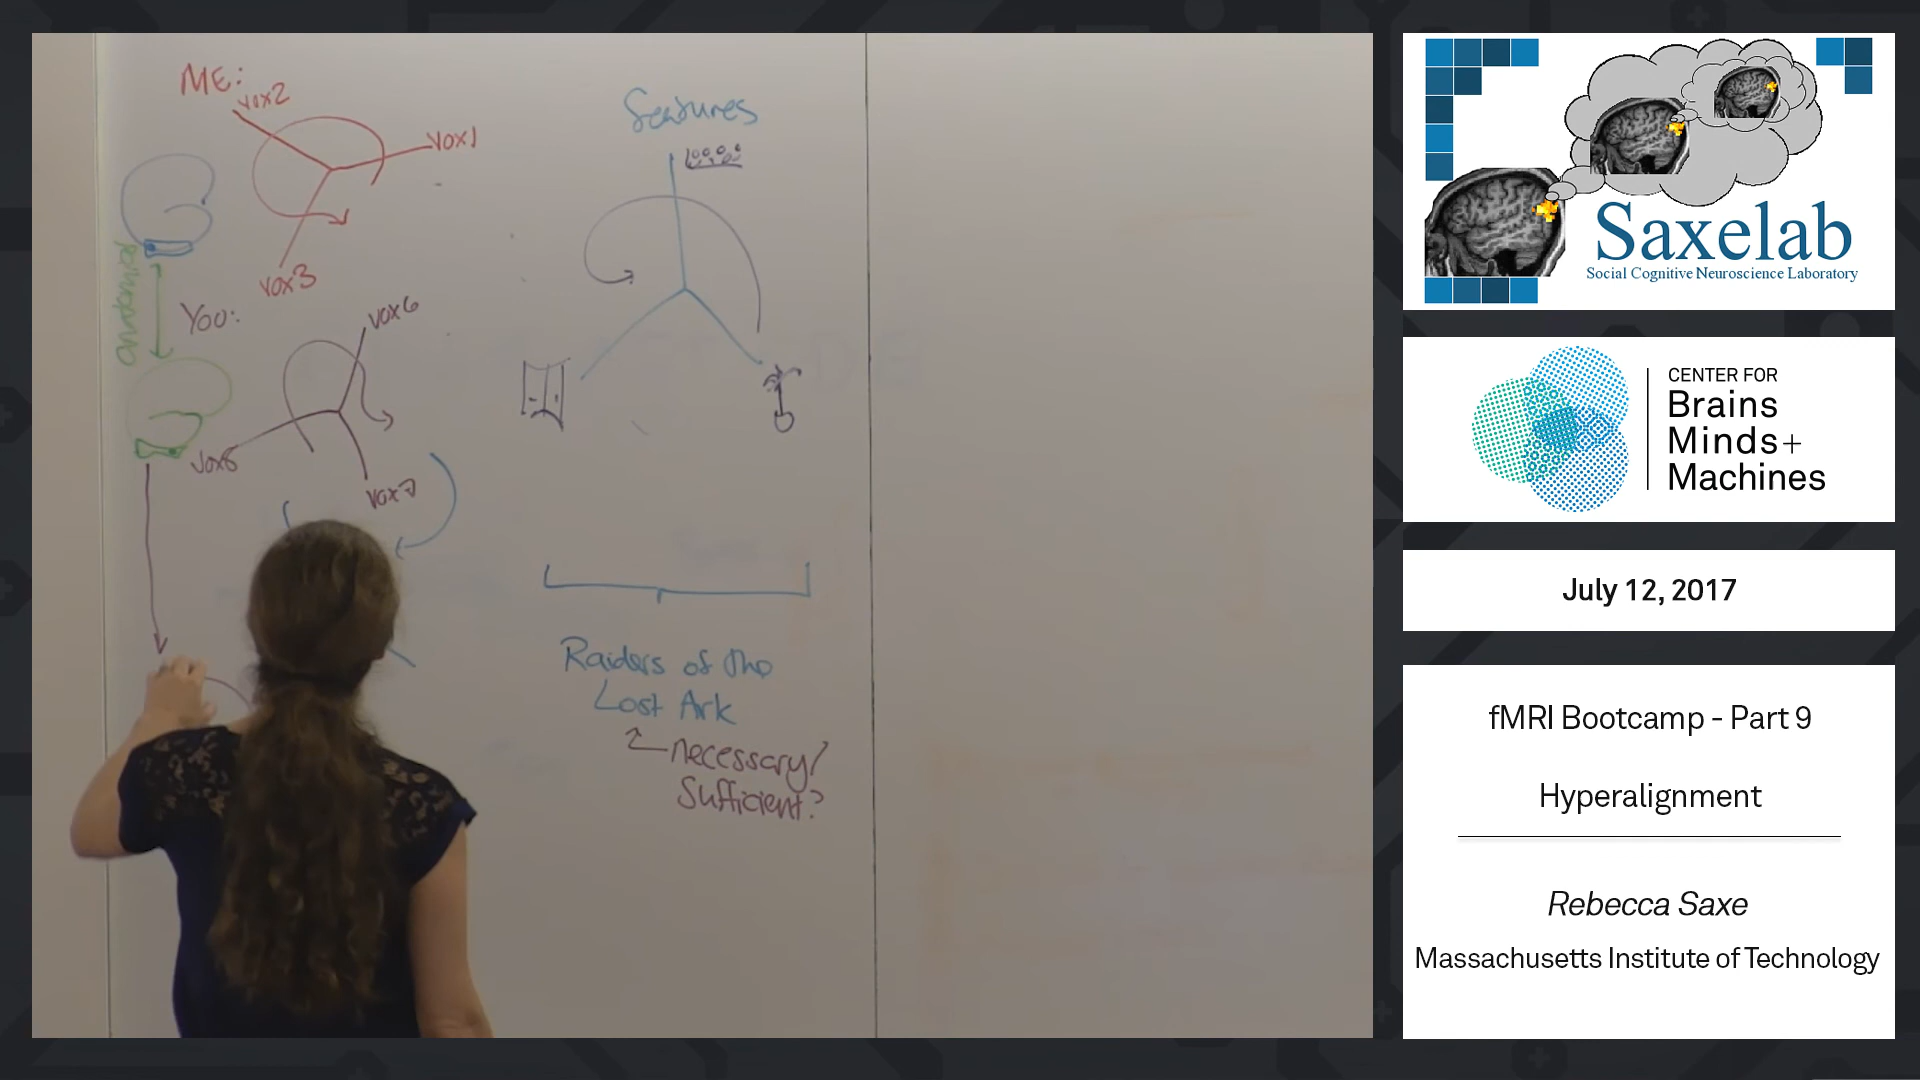 ME:
vox2
vox1
vox3
Features
You:
vox6
vox7
Raiders of the
Lost Ark
necessary/
Sufficient?
Saxelab
Social Cognitive Neuroscience Laboratory
CENTER FOR
Brains
Minds+
Machines
July 12, 2017
fMRI Bootcamp - Part 9
Hyperalignment
Rebecca Saxe
Massachusetts Institute of Technology